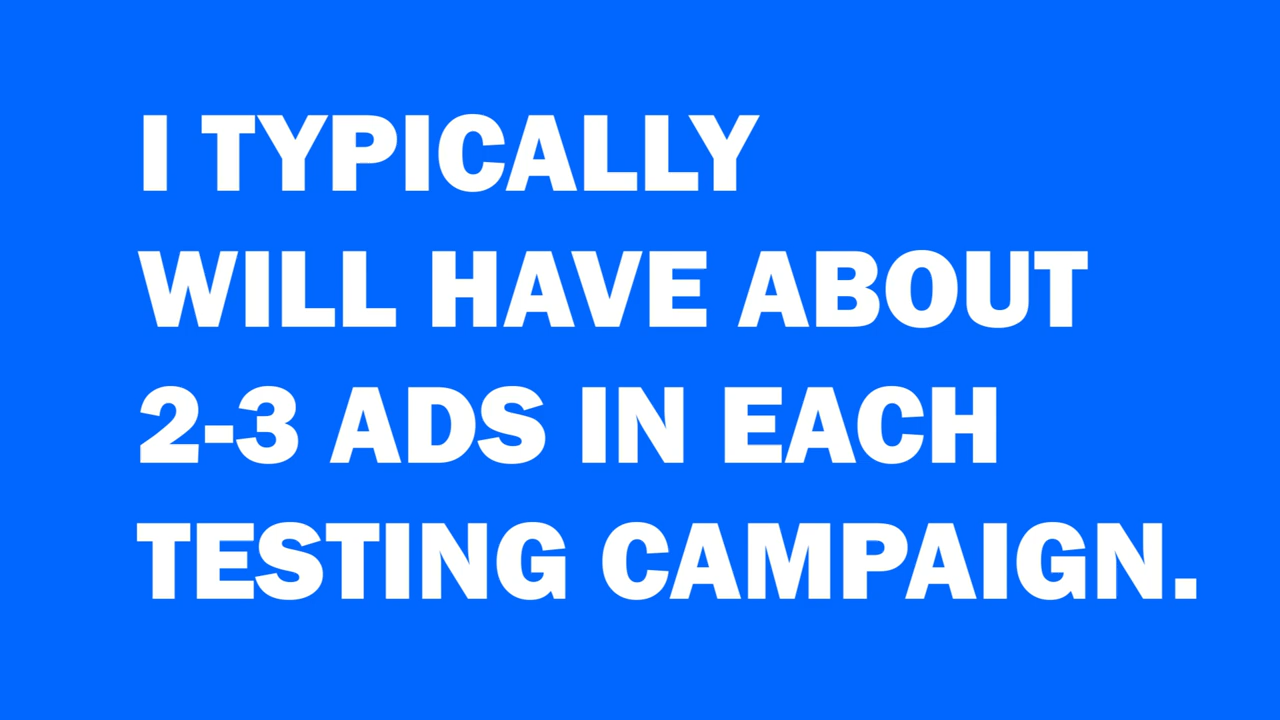 I TYPICALLY
WILL HAVE ABOUT
2-3 ADS IN EACH
TESTING CAMPAIGN.